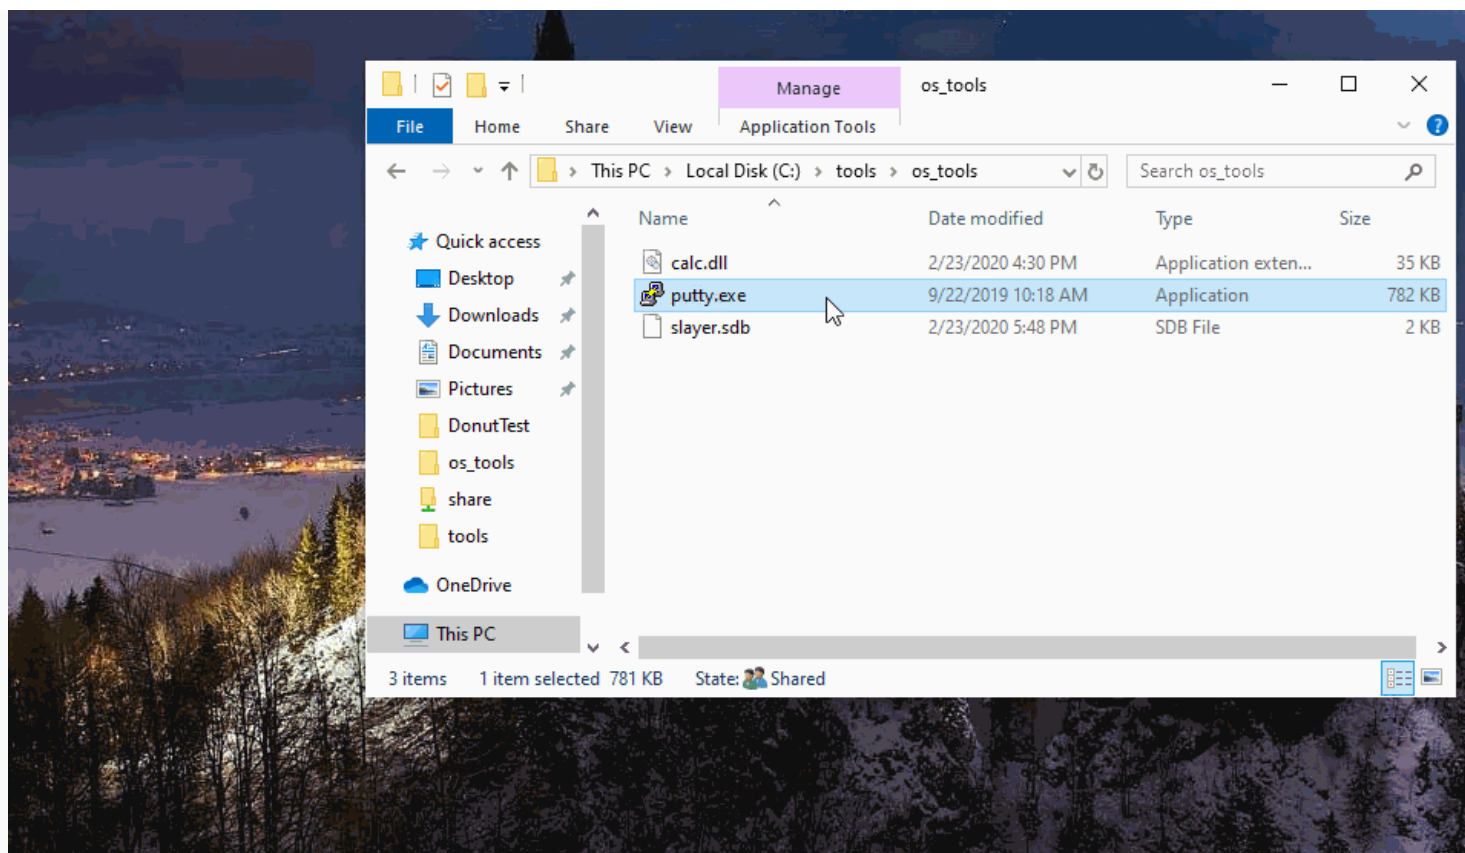 Manage os_tools
File Home Share View Application Tools
This PC Local Disk (C:) tools os_tools Search os_tools
Name Date modified Type Size
Quick access
Desktop
Downloads
Documents
Pictures
DonutTest
os_tools
share
tools
OneDrive
This PC
calc.dll 2/23/2020 4:30 PM Application exten... 35 KB
putty.exe 9/22/2019 10:18 AM Application 782 KB
slayer.sdb 2/23/2020 5:48 PM SDB File 2 KB
3 items 1 item selected 781 KB State: Shared